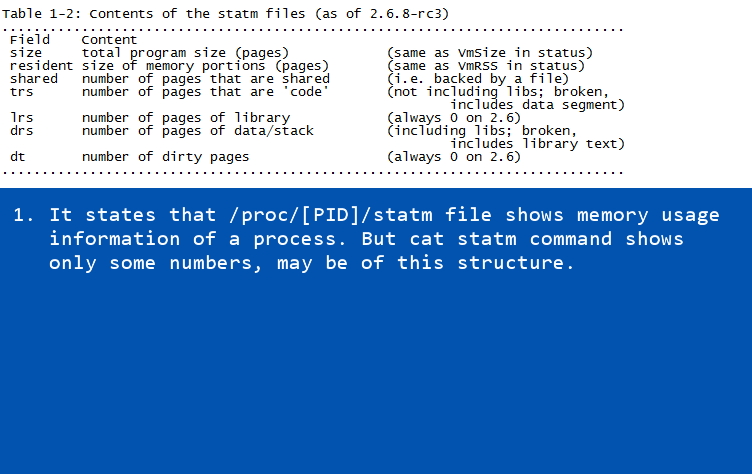 Table 1-2: Contents of the statm files (as of 2.6.8-rc3)
..............................................................................
Field    Content
size     total program size (pages)            (same as VmSize in status)
resident size of memory portions (pages)       (same as VmRSS in status)
shared   number of pages that are shared       (i.e. backed by a file)
trs      number of pages that are 'code'       (not including libs; broken,
includes data segment)
lrs      number of pages of library            (always 0 on 2.6)
drs      number of pages of data/stack         (including libs; broken,
includes library text)
dt       number of dirty pages                 (always 0 on 2.6)
..............................................................................
1. It states that /proc/[PID]/statm file shows memory usage
information of a process. But cat statm command shows
only some numbers, may be of this structure.